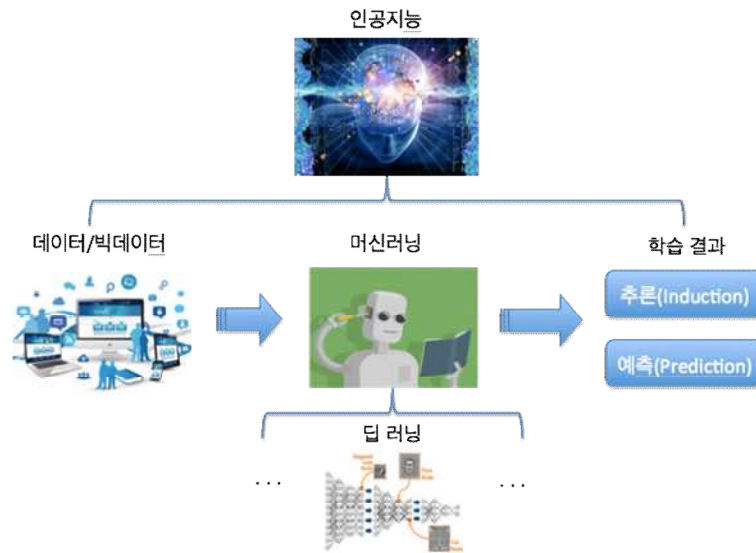 인공지능
데이터/빅데이터
머신러닝
학습 결과
추론(Induction)
예측(Prediction)
딥 러닝
...
...